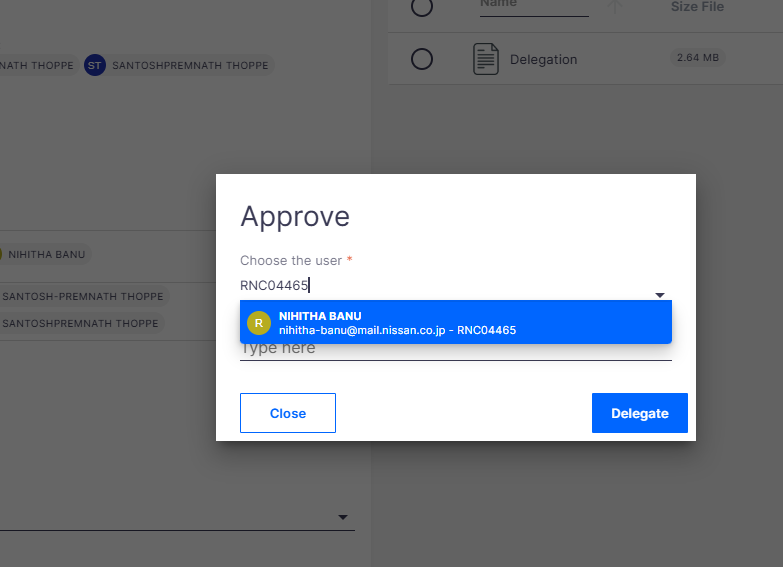 Name
Size File
NATH THOPPE ST SANTOSHPREMNATH THOPPE
Delegation
2.64 MB
NIHITHA BANU
SANTOSH-PREMNATH THOPPE
SANTOSHPREMNATH THOPPE
Approve
Choose the user *
RNC04465
R
NIHITHA BANU
nihitha-banu@mail.nissan.co.jp - RNC04465
Type here
Close
Delegate